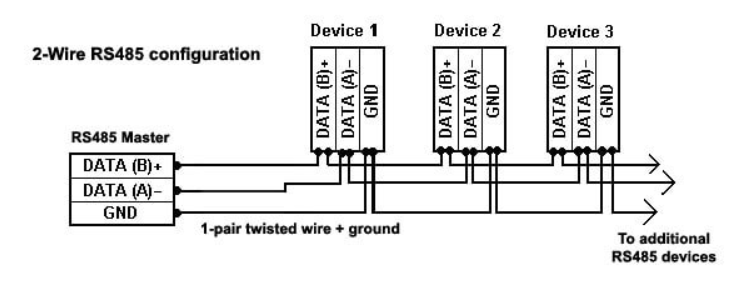 Device 1
Device 2
Device 3
2-Wire RS485 configuration
DATA (B)+
DATA (A)−
GND
DATA (B)+
DATA (A)−
GND
DATA (B)+
DATA (A)−
GND
RS485 Master
DATA (B)+
DATA (A)−
GND
1-pair twisted wire + ground
To additional
RS485 devices